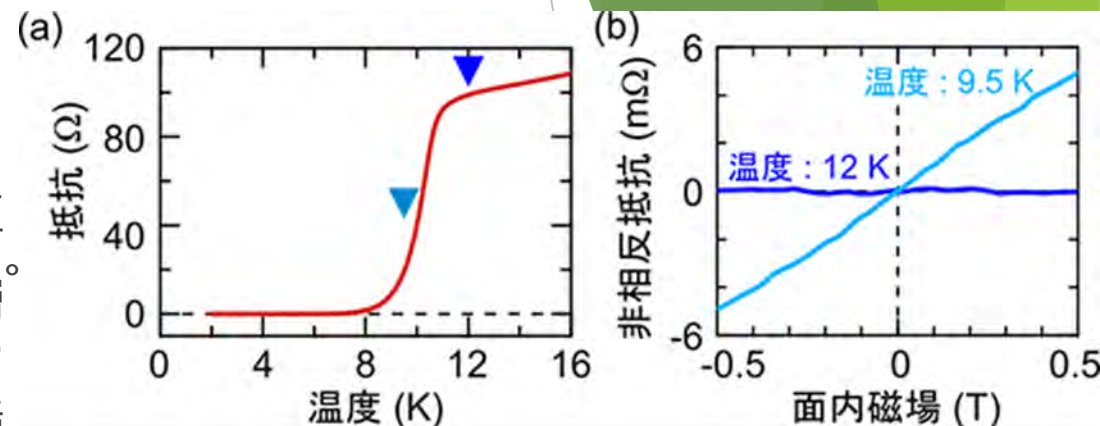 (a)
120
80
40
0
抵抗 (Ω)
0 4 8 12 16
温度 (K)
(b)
6
0
-6
非相反抵抗 (mΩ)
温度 : 9.5 K
温度 : 12 K
-0.5 0 0.5
面内磁場 (T)